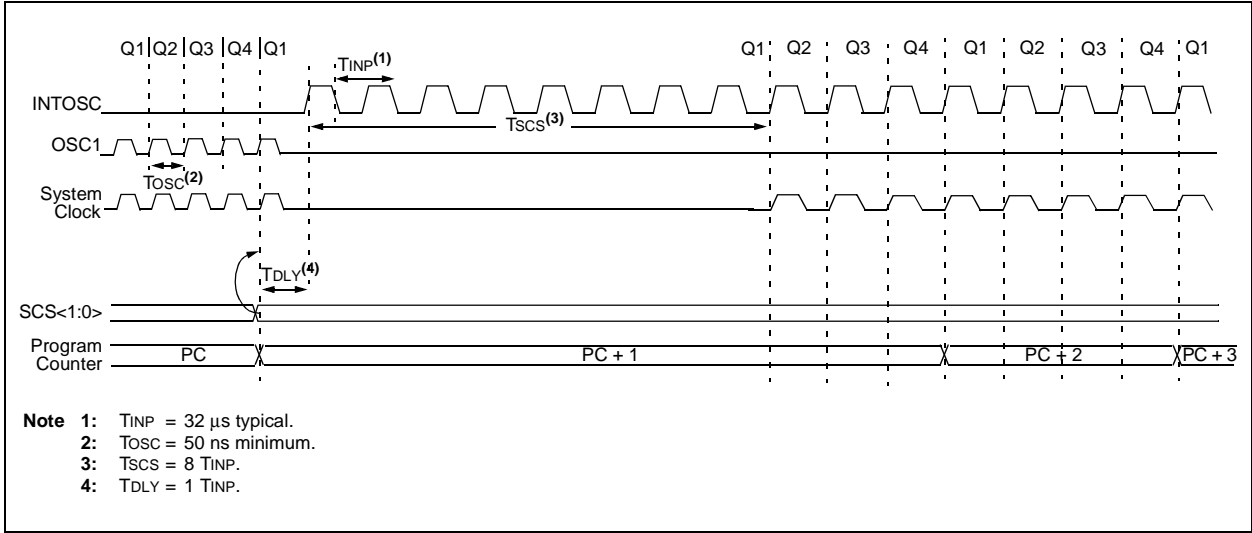 Q1 Q2 Q3 Q4 Q1 Q1 Q2 Q3 Q4 Q1 Q2 Q3 Q4 Q1
TINP(1)
INTOSC
TSCS(3)
OSC1
TOSC(2)
System
Clock
TDLY(4)
SCS<1:0>
Program
Counter
PC PC + 1 PC + 2 PC + 3
Note 1: TINP = 32 μs typical.
2: TOSC = 50 ns minimum.
3: TSCS = 8 TINP.
4: TDLY = 1 TINP.